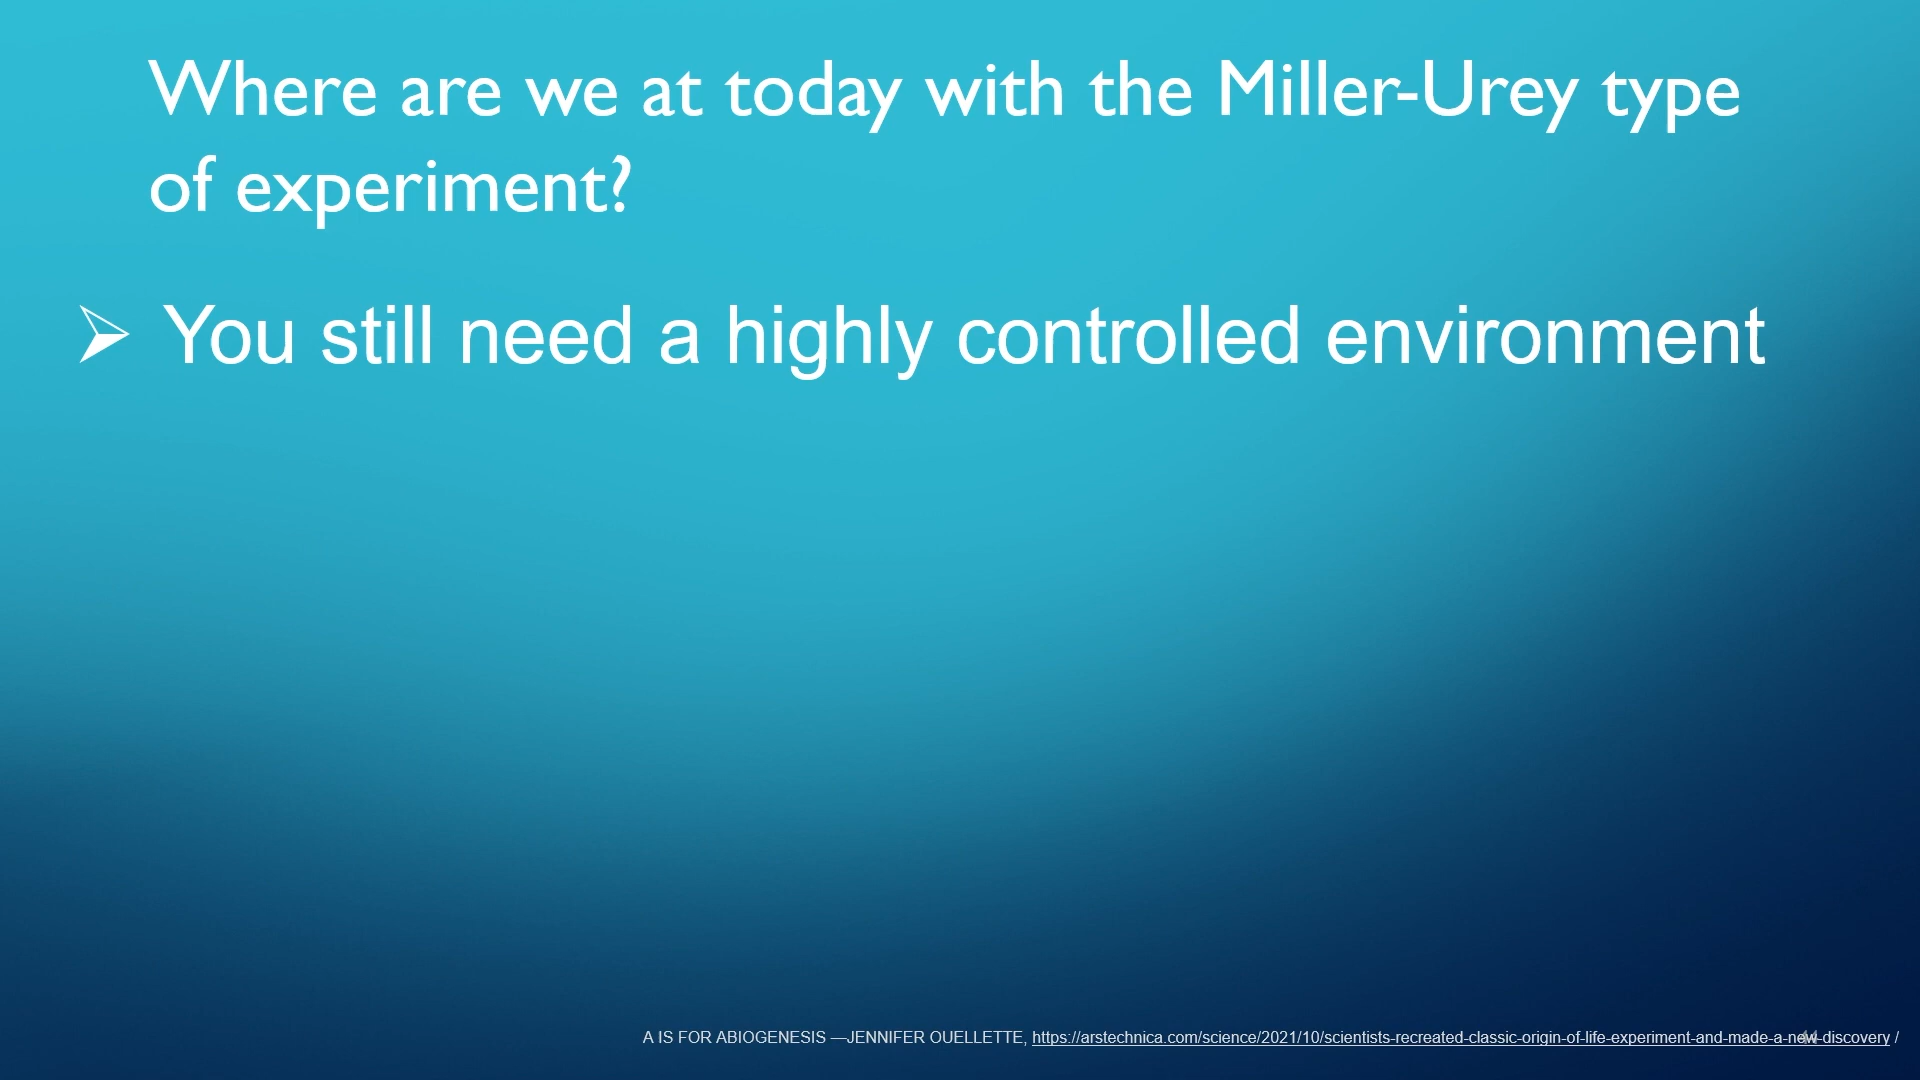 Where are we at today with the Miller-Urey type
of experiment?
You still need a highly controlled environment
A IS FOR ABIOGENESIS —JENNIFER OUELLETTE, https://arstechnica.com/science/2021/10/scientists-recreated-classic-origin-of-life-experiment-and-made-a-new-discovery /